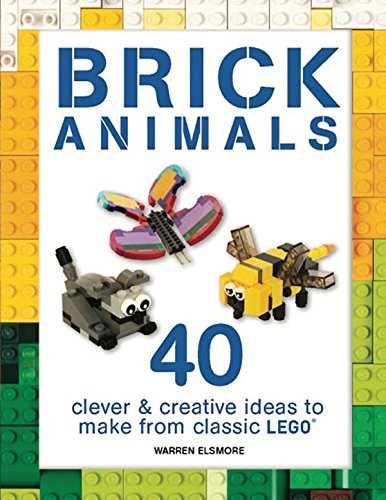 BRICK
ANIMALS
40
clever & creative ideas to
make from classic LEGO®
WARREN ELSMORE